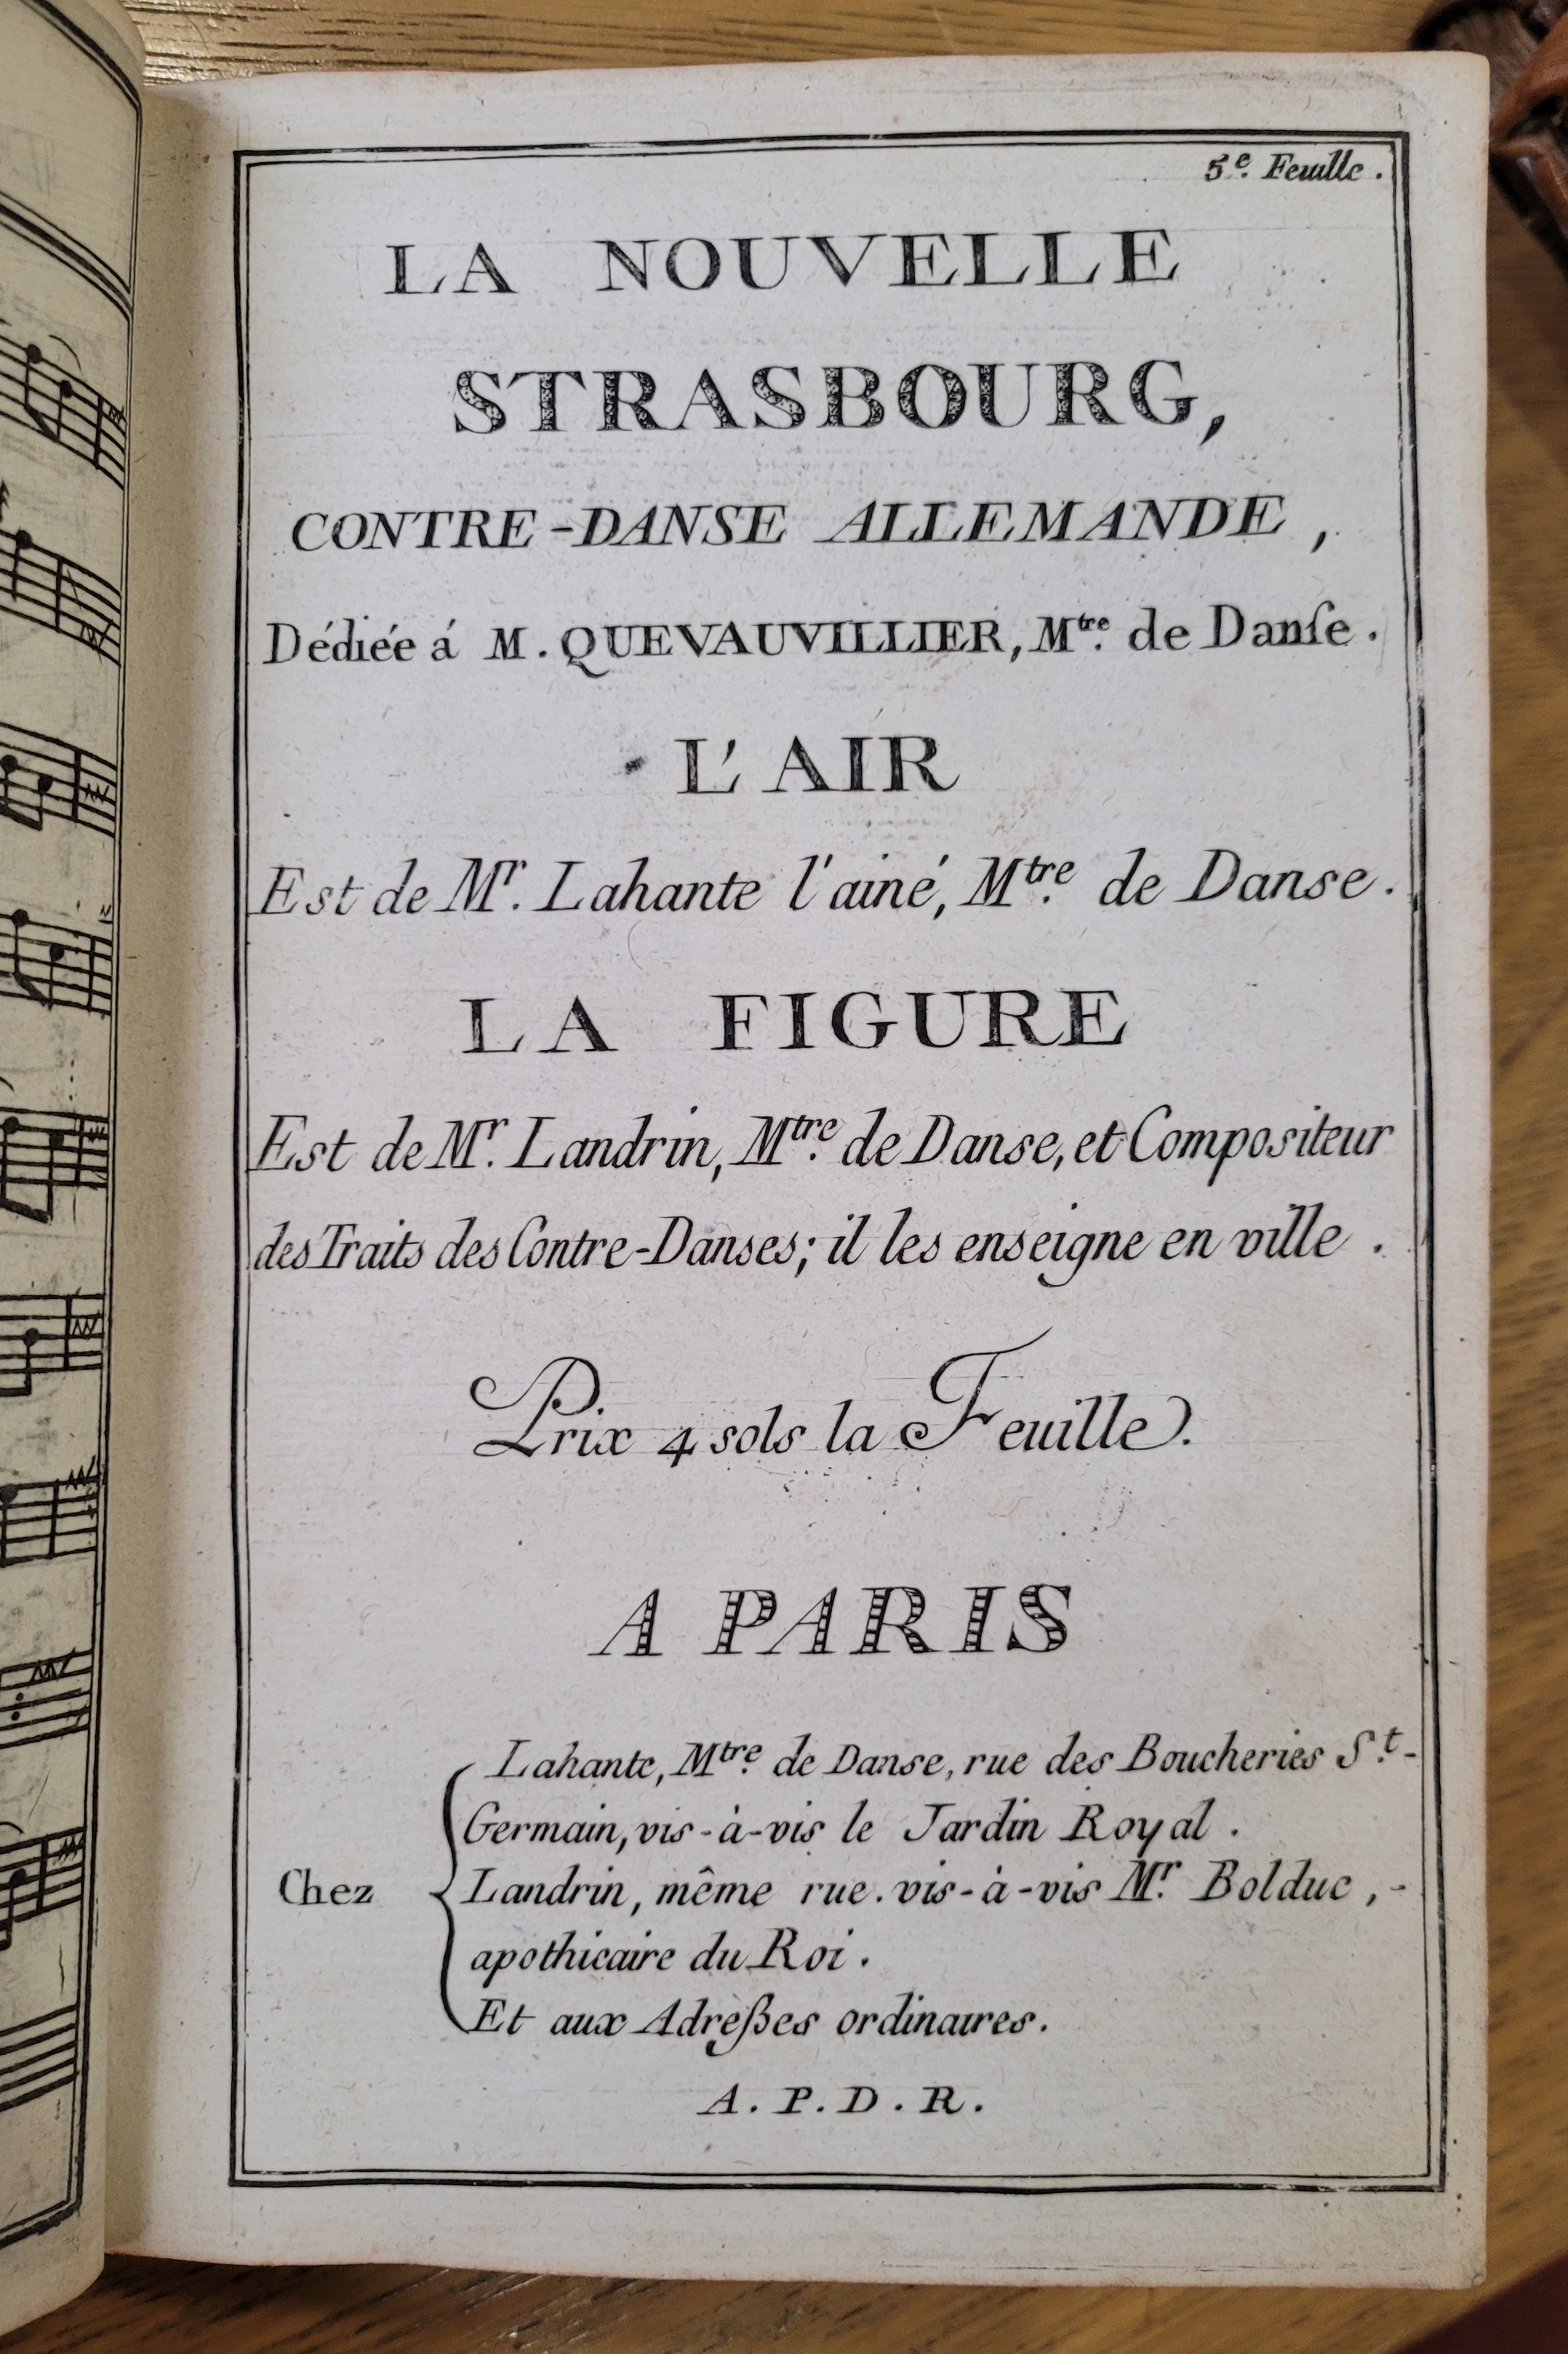 5.e Feuille.
LA NOUVELLE
STRASBOURG,
CONTRE-DANSE ALLEMANDE,
Dédiée á M. QUEVAUVILLIER, M.tre de Danſe.
L'AIR
Est de M.r Lahante l'ainé, M.tre de Danse.
LA FIGURE
Est de M.r Landrin, M.tre de Danse, et Compositeur
des Traits des Contre-Danses; il les enseigne en ville.
Prix 4 sols la Feuille.
A PARIS
Lahante, M.tre de Danse, rue des Boucheries S.t-
Germain, vis-à-vis le Jardin Royal.
Chez Landrin, même rue. vis-à-vis M.r Bolduc,-
apothicaire du Roi.
Et aux Adreßes ordinaires.
A.P.D.R.